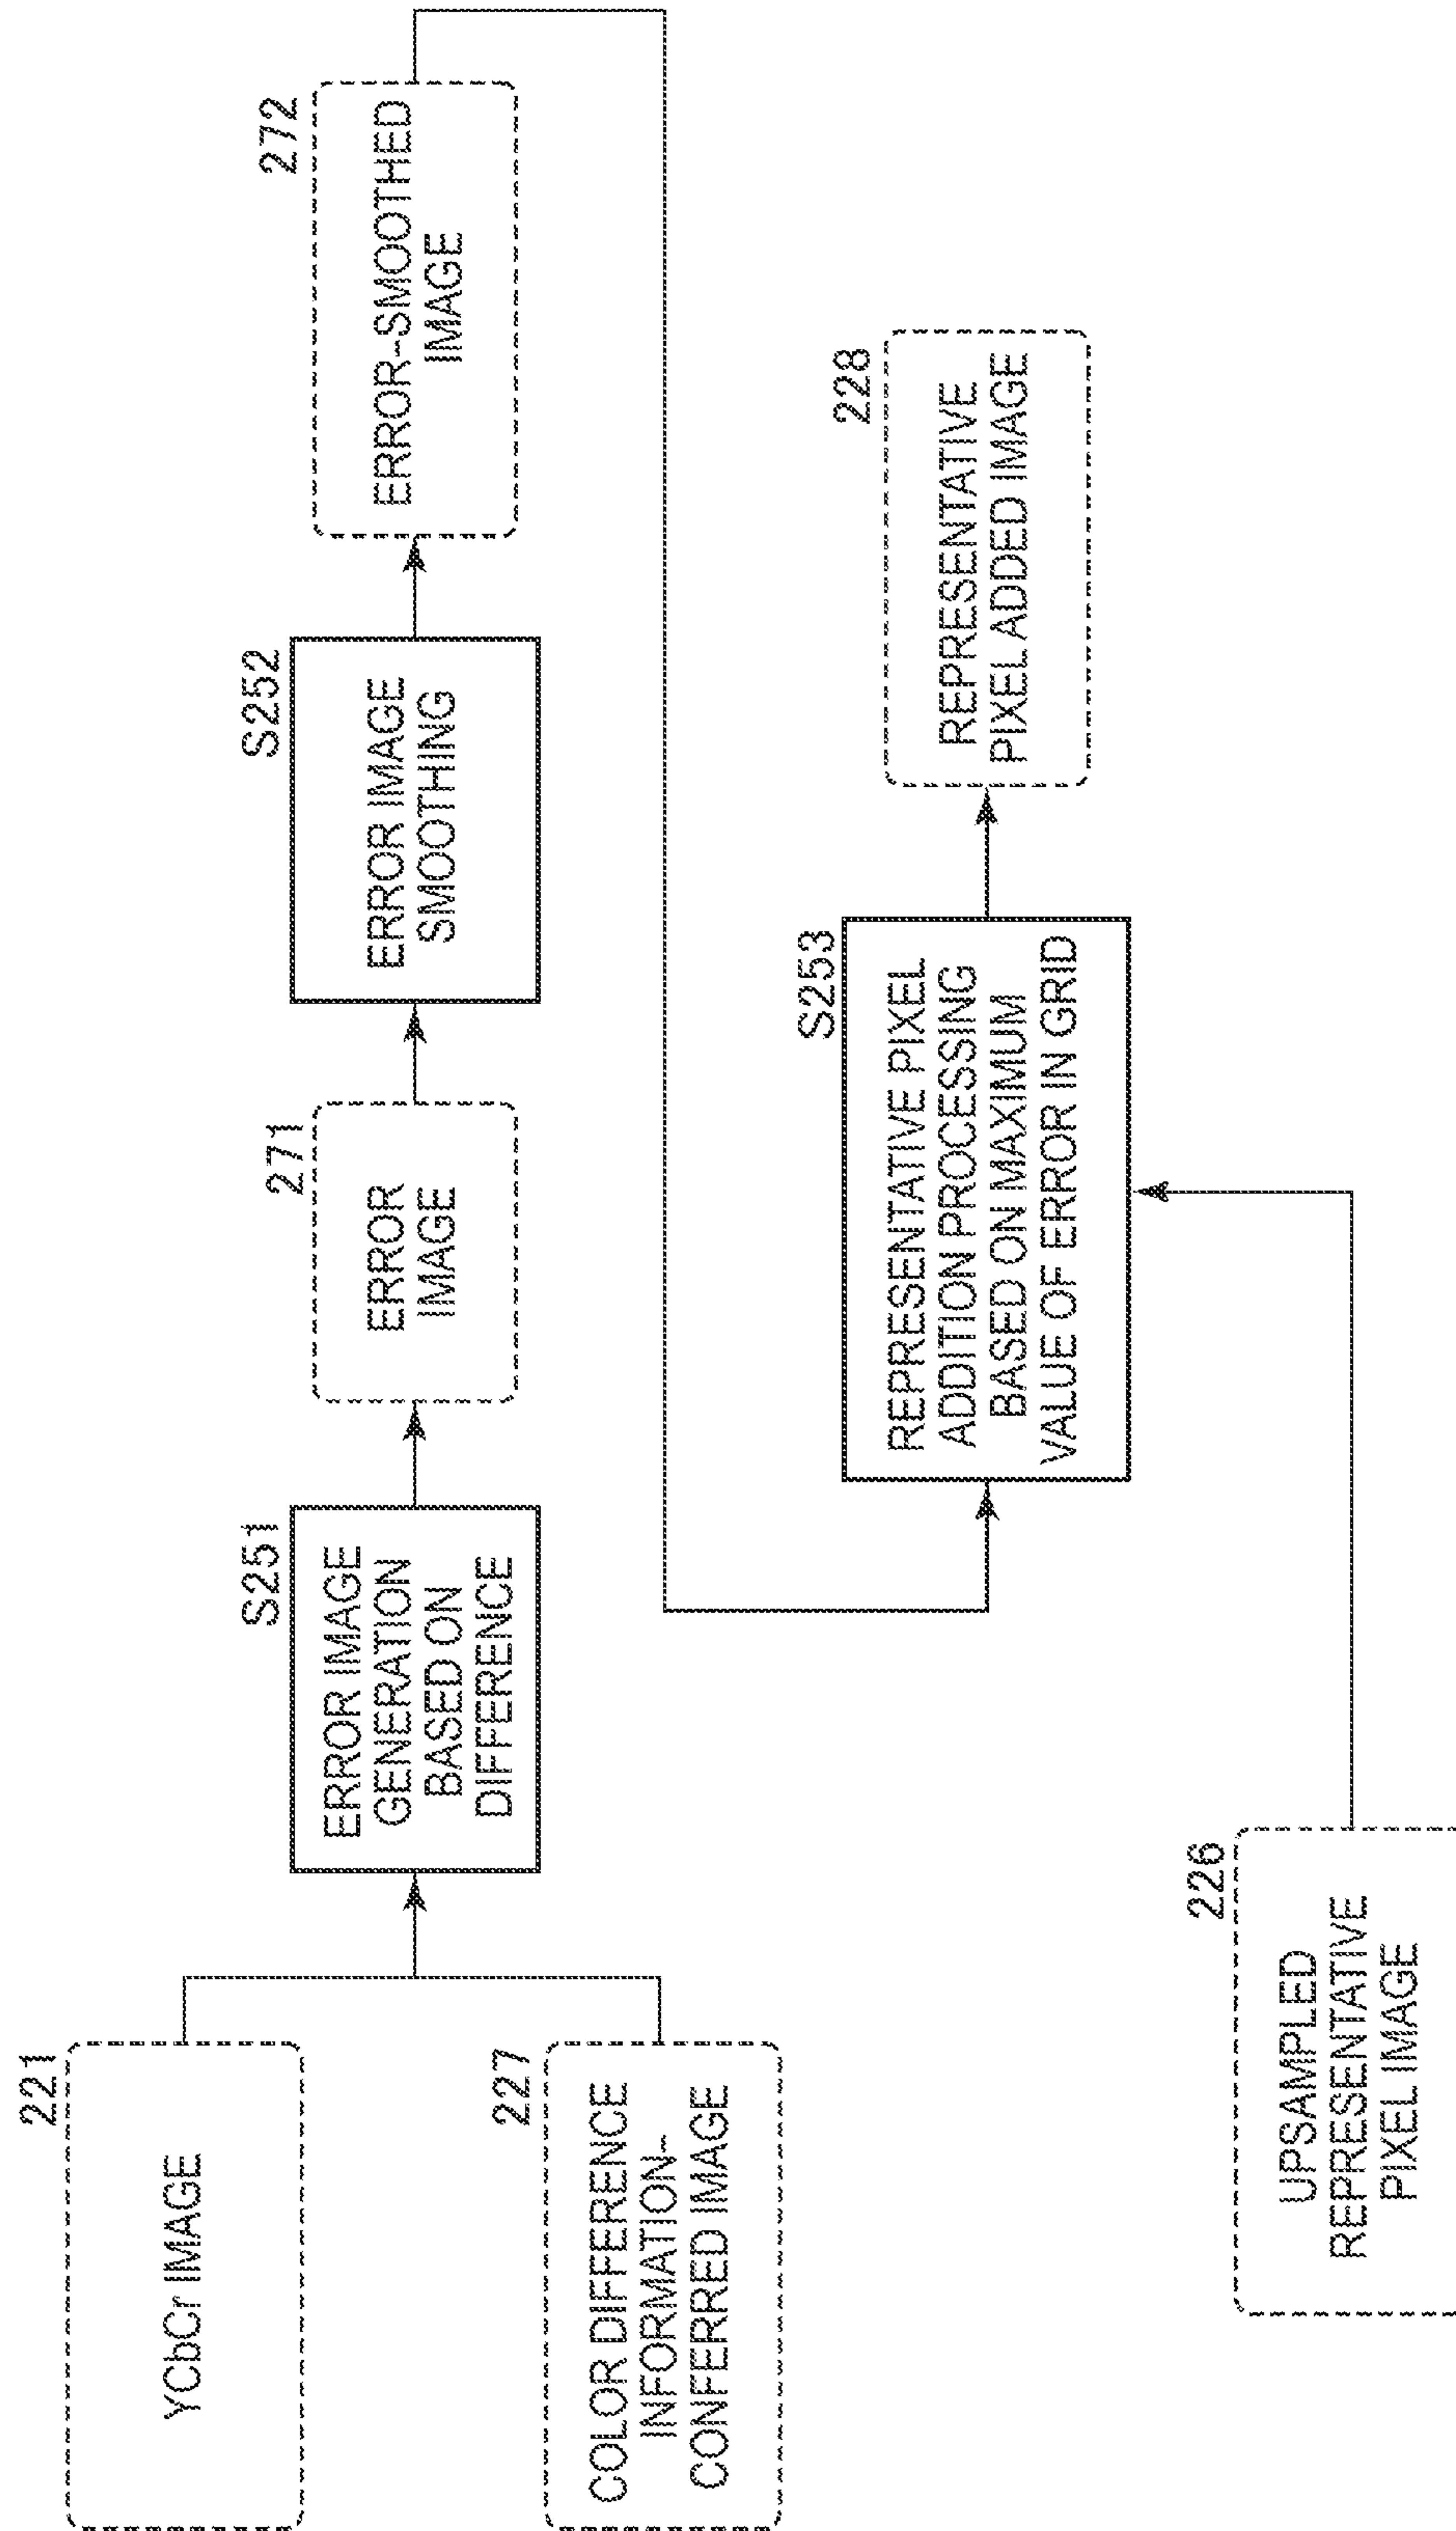 221
YCbCr IMAGE
227
COLOR DIFFERENCE
INFORMATION-
CONFERRED IMAGE
S251
ERROR IMAGE
GENERATION
BASED ON
DIFFERENCE
271
ERROR
IMAGE
S252
ERROR IMAGE
SMOOTHING
272
ERROR-SMOOTHED
IMAGE
S253
REPRESENTATIVE PIXEL
ADDITION PROCESSING
BASED ON MAXIMUM
VALUE OF ERROR IN GRID
228
REPRESENTATIVE
PIXEL ADDED IMAGE
226
UPSAMPLED
REPRESENTATIVE
PIXEL IMAGE